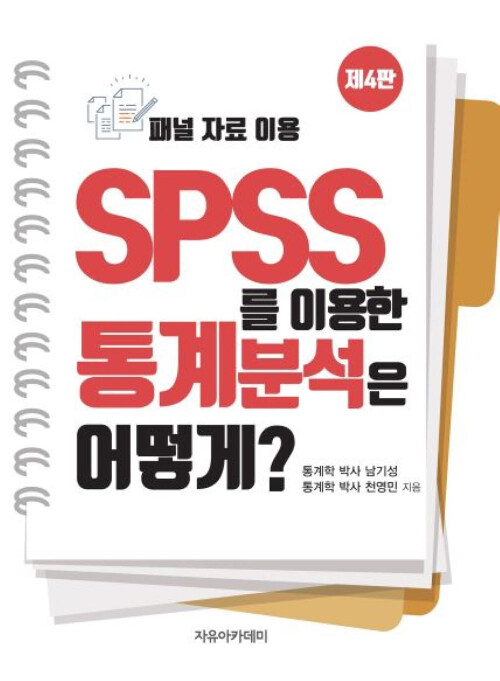 제4판
패널 자료 이용
SPSS
를 이용한
통계분석은
어떻게?
통계학 박사 남기성
통계학 박사 천영민 지음
자유아카데미